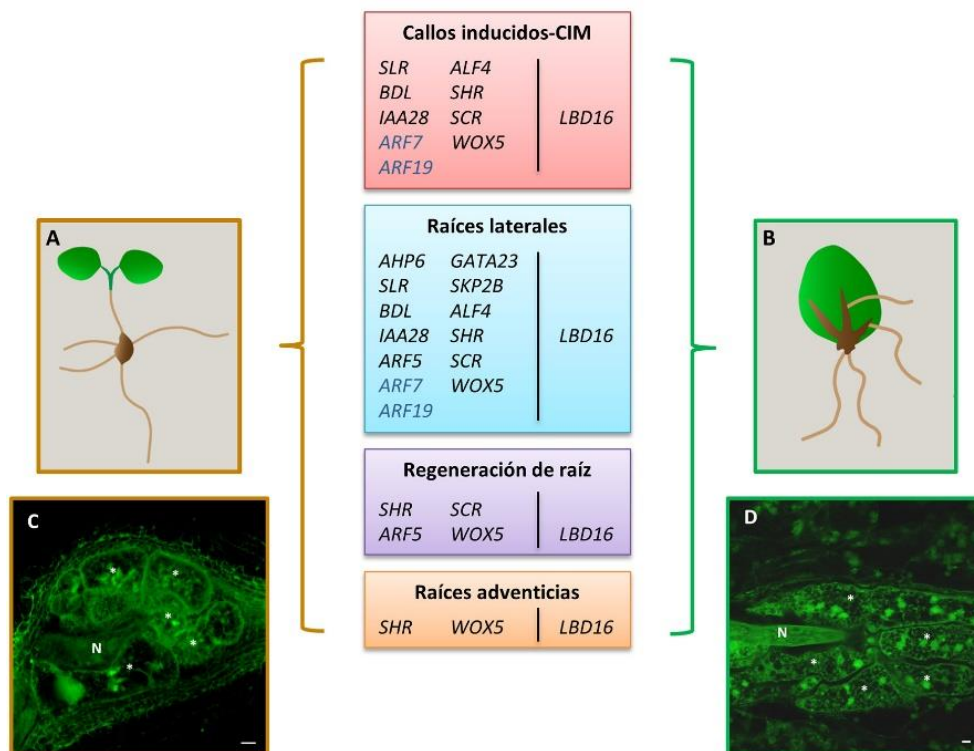 Callos inducidos-CIM
SLR ALF4
BDL SHR
IAA28 SCR LBD16
ARF7 WOX5
ARF19
A
Raíces laterales
AHP6 GATA23
SLR SKP2B
BDL ALF4
IAA28 SHR LBD16
ARF5 SCR
ARF7 WOX5
ARF19
B
C
* * * * *
N
Regeneración de raíz
SHR SCR
ARF5 WOX5 LBD16
Raíces adventicias
SHR WOX5 LBD16
D
* * * * *
N